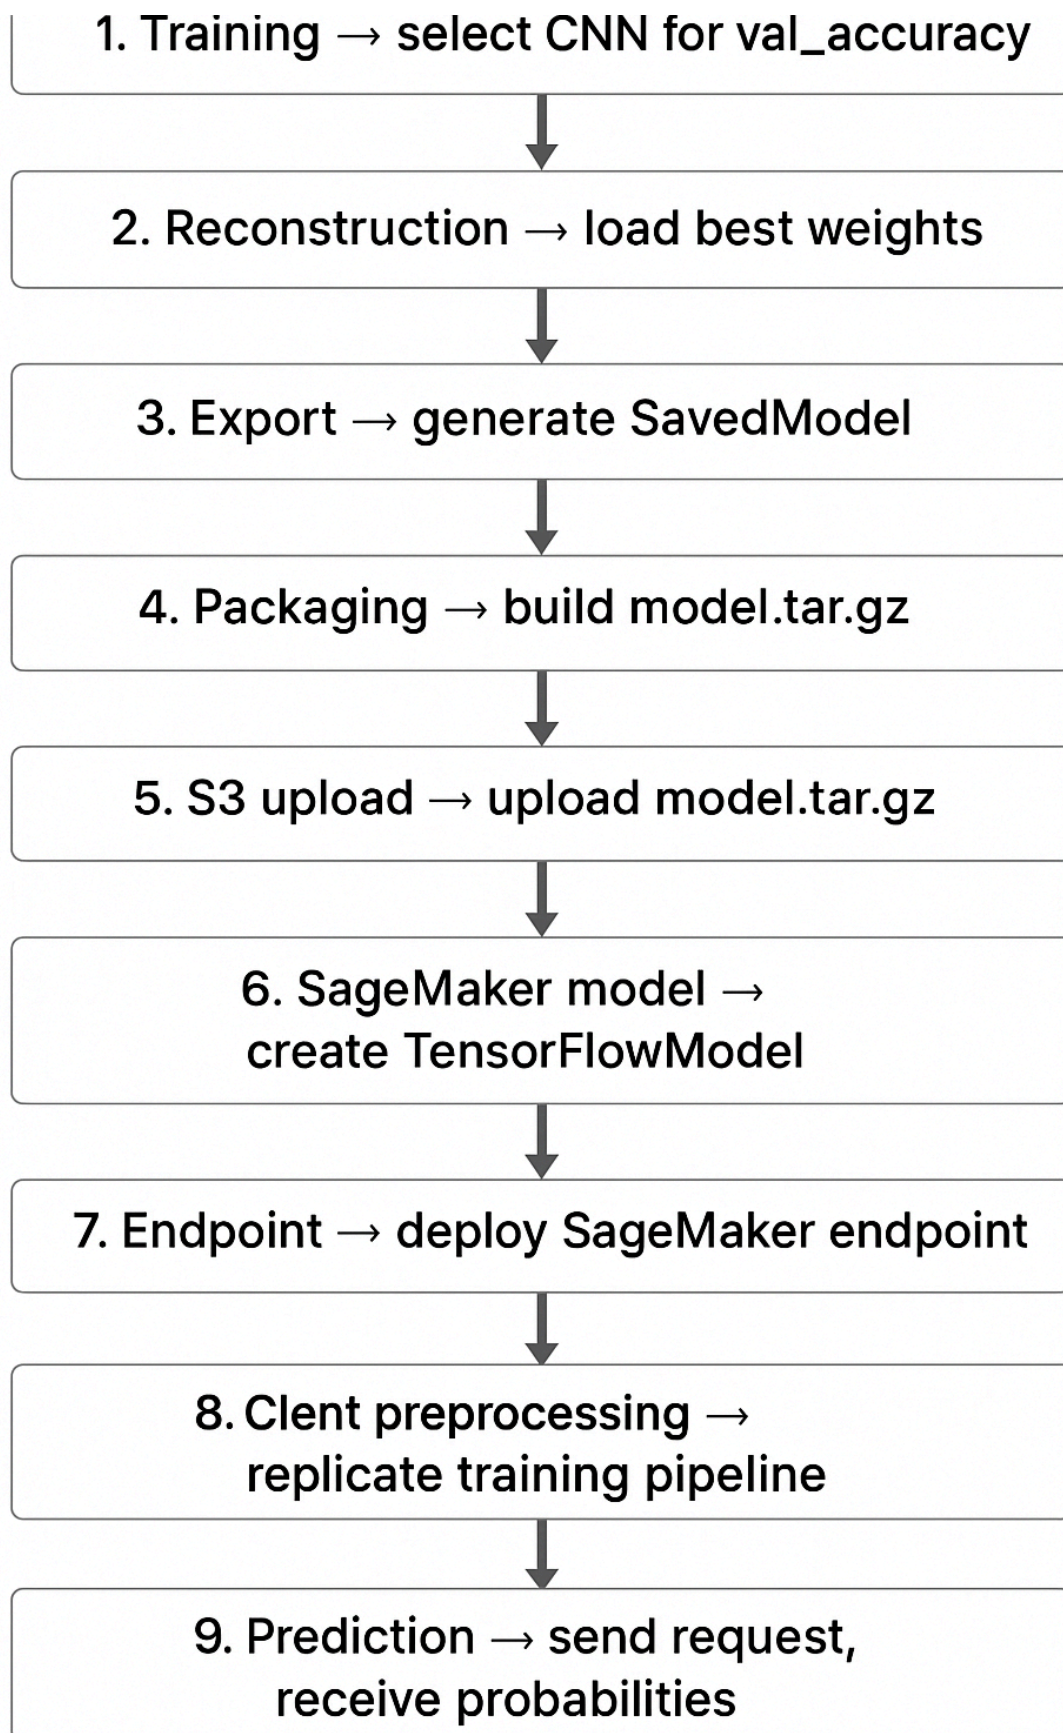 1. Training → select CNN for val_accuracy
2. Reconstruction → load best weights
3. Export → generate SavedModel
4. Packaging → build model.tar.gz
5. S3 upload → upload model.tar.gz
6. SageMaker model →
create TensorFlowModel
7. Endpoint → deploy SageMaker endpoint
8. Clent preprocessing →
replicate training pipeline
9. Prediction → send request,
receive probabilities